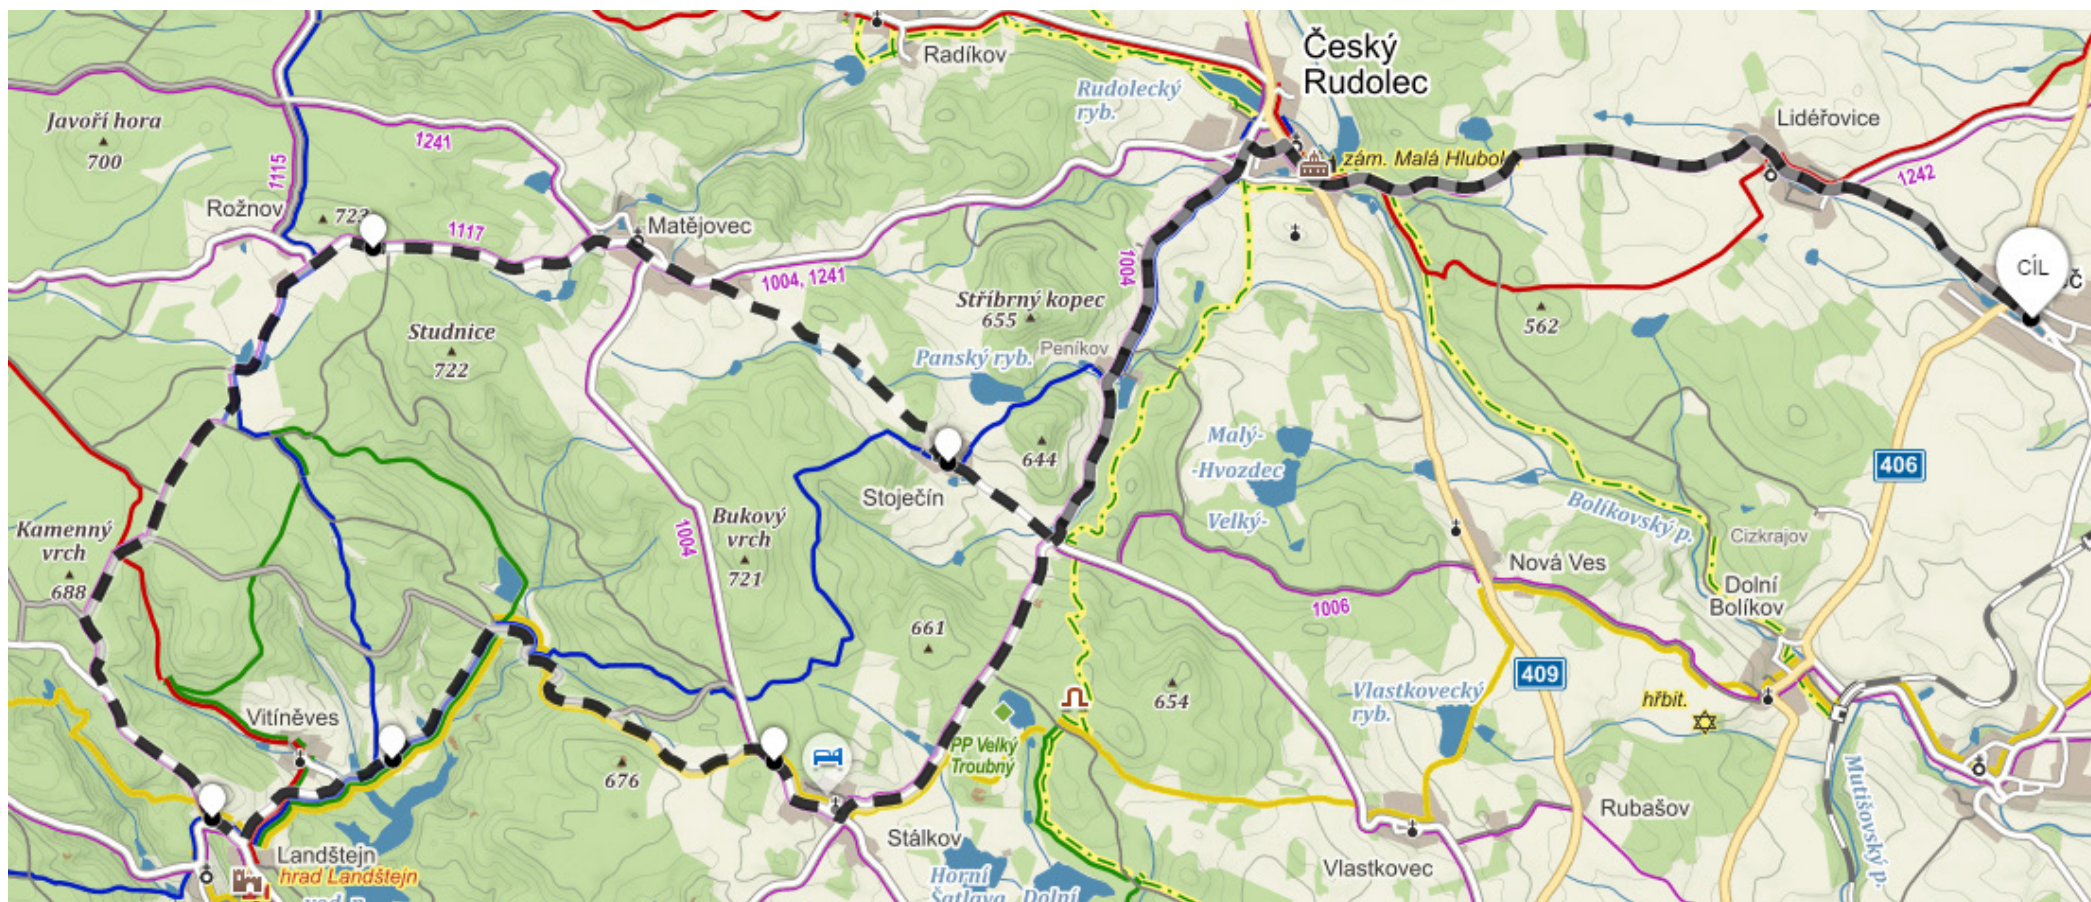 Český
Rudolec
Radíkov
Rudolecký
ryb.
Javoří hora
700
1241
1115
zám. Malá Hlubok
Lidéřovice
1242
Rožnov
723
1117
Matějovec
1004, 1241
1004
CÍL
č
Stříbrný kopec
655
Peníkov
562
Studnice
722
Panský ryb.
Malý-
-Hvozdec
Velký-
644
406
Stoječín
Bolíkovský p.
Cizkrajov
Kamenný
vrch
688
Bukový
vrch
721
1004
Nová Ves
Dolní
Bolíkov
1006
661
409
Vitíněves
654
Vlastkovecký
ryb.
hřbit.
PP Velký
Troubný
676
Mutišovský p.
Rubašov
Stálkov
Landštejn
hrad Landštejn
Vlastkovec
Horní
Šatlava
Dolní